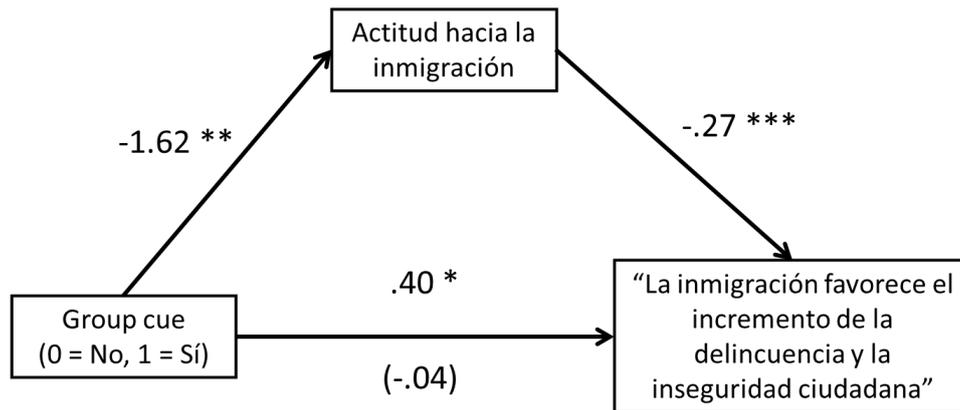 Actitud hacia la
inmigración
-1.62 **
-.27 ***
.40 *
(-.04)
Group cue
(0 = No, 1 = Sí)
“La inmigración favorece el
incremento de la
delincuencia y la
inseguridad ciudadana”